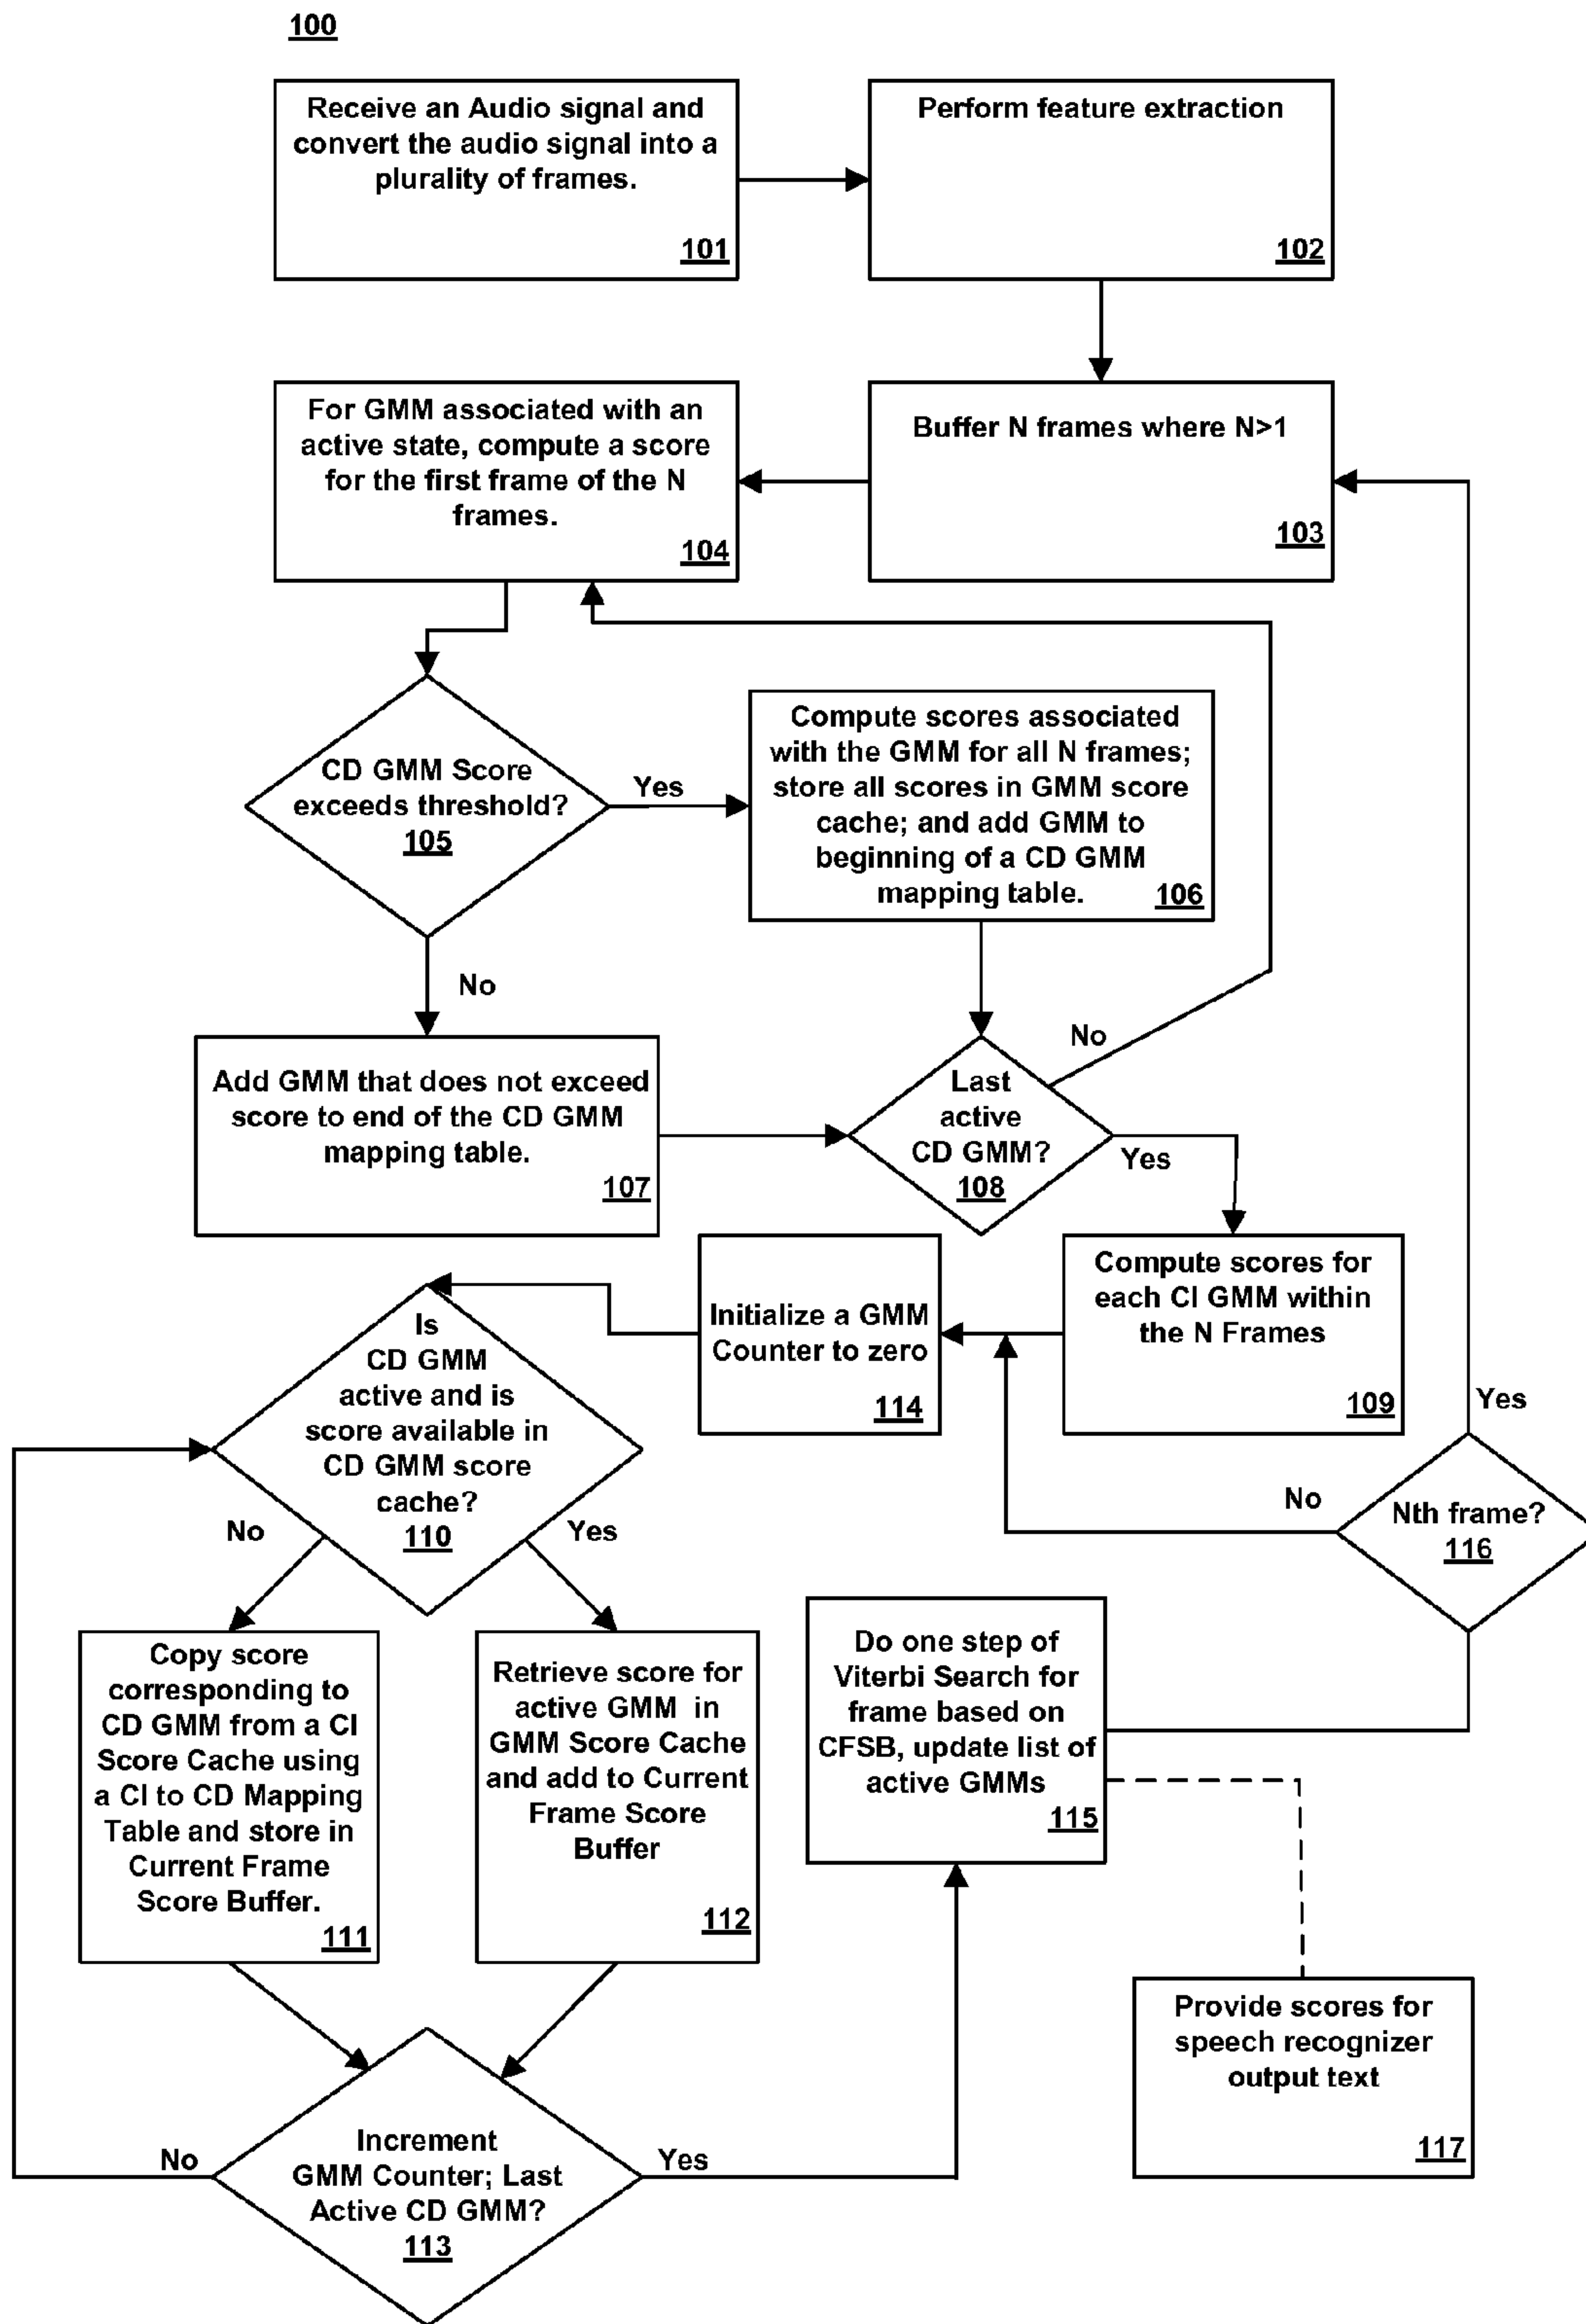 100
Receive an Audio signal and
convert the audio signal into a
plurality of frames.
101
Perform feature extraction
102
For GMM associated with an
active state, compute a score
for the first frame of the N
frames.
104
Buffer N frames where N>1
103
CD GMM Score
exceeds threshold?
105
Yes
No
Compute scores associated
with the GMM for all N frames;
store all scores in GMM score
cache; and add GMM to
beginning of a CD GMM
mapping table.
106
Add GMM that does not exceed
score to end of the CD GMM
mapping table.
107
Last
active
CD GMM?
108
No
Yes
Compute scores for
each CI GMM within
the N Frames
109
Initialize a GMM
Counter to zero
114
Is
CD GMM
active and is
score available in
CD GMM score
cache?
110
No
Yes
Nth frame?
116
Yes
No
Copy score
corresponding to
CD GMM from a CI
Score Cache using
a CI to CD Mapping
Table and store in
Current Frame
Score Buffer.
111
Retrieve score for
active GMM in
GMM Score Cache
and add to Current
Frame Score
Buffer
112
Do one step of
Viterbi Search for
frame based on
CFSB, update list of
active GMMs
115
Provide scores for
speech recognizer
output text
117
Increment
GMM Counter; Last
Active CD GMM?
113
No
Yes